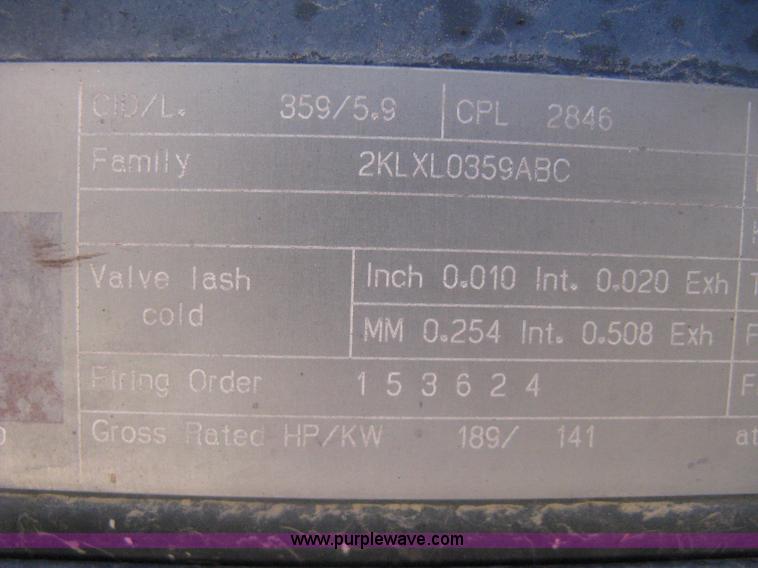 CID/L. 359/5.9 CPL 2846
Family 2KLXL0359ABC
Valve lash cold Inch 0.010 Int. 0.020 Exh
MM 0.254 Int. 0.508 Exh
Firing Order 1 5 3 6 2 4
Gross Rated HP/KW 189/ 141 at
www.purplewave.com